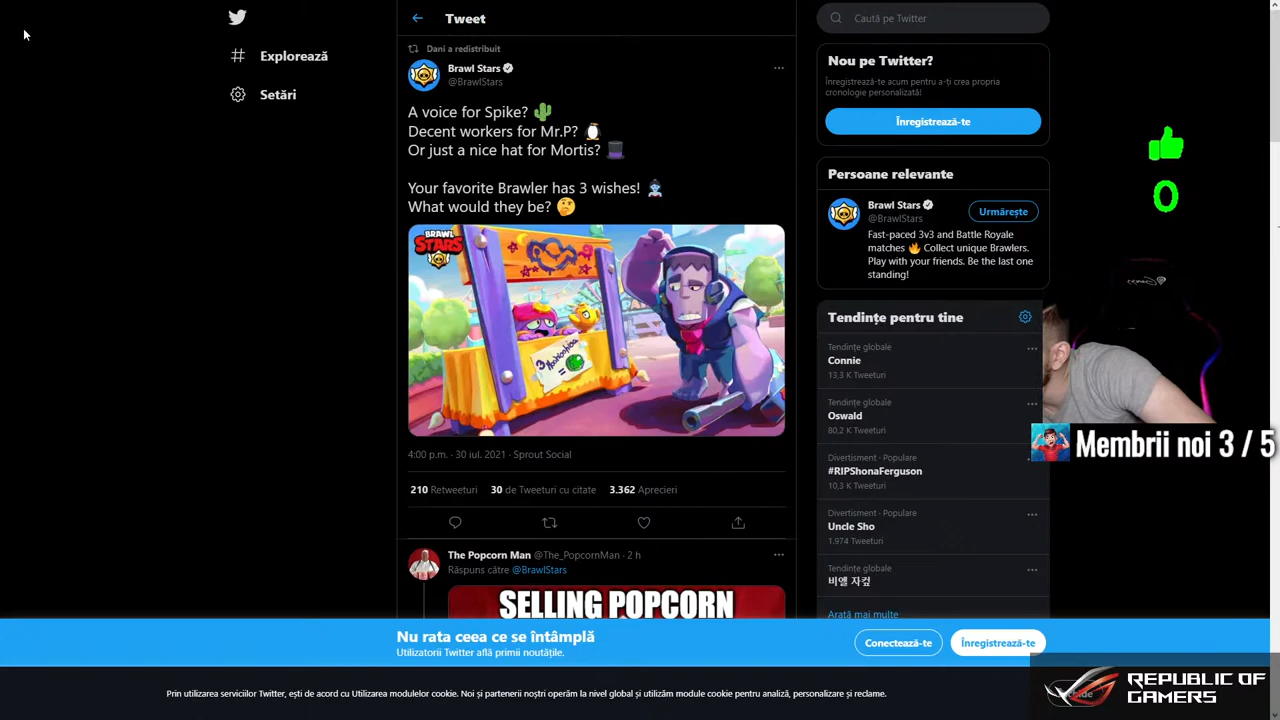 Explorează
Setări
Tweet
Dani a redistribuit
Brawl Stars
@BrawlStars
A voice for Spike?
Decent workers for Mr.P?
Or just a nice hat for Mortis?
Your favorite Brawler has 3 wishes!
What would they be?
BRAWL
STARS
4:00 p.m. · 30 iul. 2021 · Sprout Social
210 Retweeturi 30 de Tweeturi cu citate 3.362 Aprecieri
The Popcorn Man @The_PopcornMan · 2 h
Răspuns către @BrawlStars
SELLING POPCORN
Caută pe Twitter
Nou pe Twitter?
Înregistrează-te acum pentru a-ți crea propria
cronologie personalizată!
Înregistrează-te
Persoane relevante
Brawl Stars
@BrawlStars
Urmărește
Fast-paced 3v3 and Battle Royale
matches Collect unique Brawlers.
Play with your friends. Be the last one
standing!
Tendințe pentru tine
Tendințe globale
Connie
13,3 K Tweeturi
Tendințe globale
Oswald
80,2 K Tweeturi
Divertisment · Populare
#RIPShonaFerguson
10,3 K Tweeturi
Divertisment · Populare
Uncle Sho
1.974 Tweeturi
Tendințe globale
비엘 자컾
Arată mai multe
0
Membrii noi 3 / 5
Nu rata ceea ce se întâmplă
Utilizatorii Twitter află primii noutățile.
Conectează-te
Înregistrează-te
Prin utilizarea serviciilor Twitter, ești de acord cu Utilizarea modulelor cookie. Noi și partenerii noștri operăm la nivel global și utilizăm module cookie pentru analiză, personalizare și reclame.
REPUBLIC OF
GAMERS